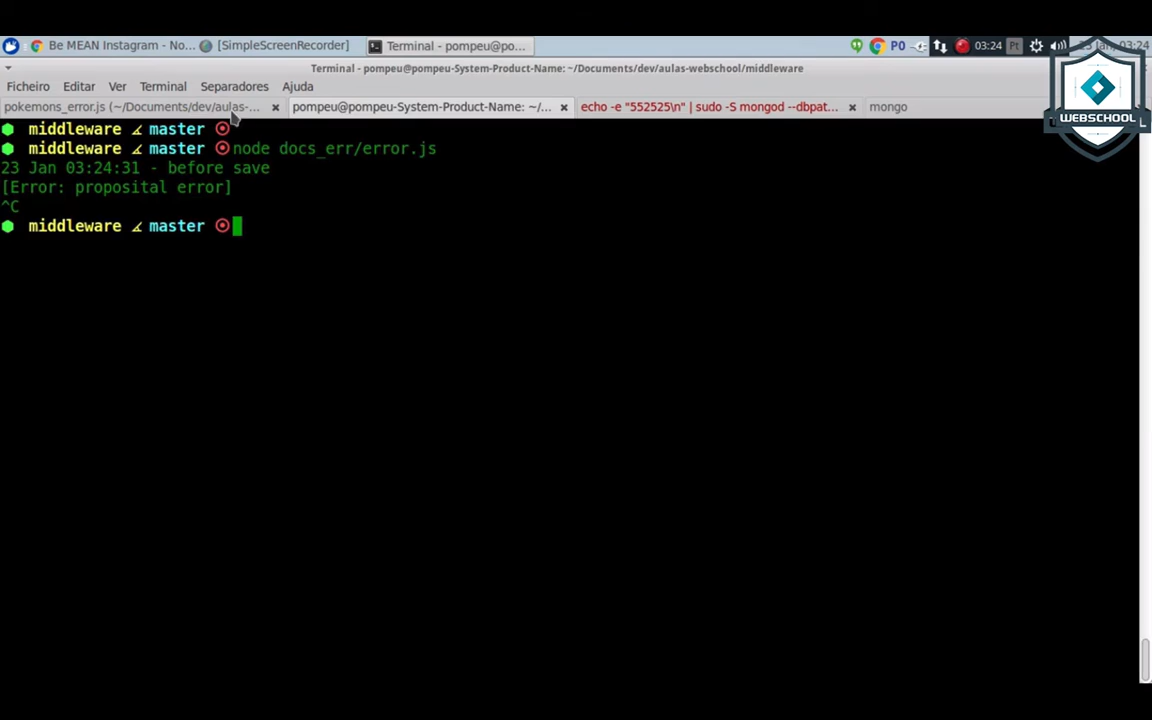 Be MEAN Instagram - No... [SimpleScreenRecorder] Terminal - pompeu@po... PO 03:24 Pt 03:24
Terminal - pompeu@pompeu-System-Product-Name: ~/Documents/dev/aulas-webschool/middleware
Ficheiro Editar Ver Terminal Separadores Ajuda
pokemons_error.js (~/Documents/dev/aulas-... pompeu@pompeu-System-Product-Name: ~/... echo -e "552525\n" | sudo -S mongod --dbpat... mongo
WEBSCHOOL
middleware master
middleware master node docs_err/error.js
23 Jan 03:24:31 - before save
[Error: proposital error]
^C
middleware master